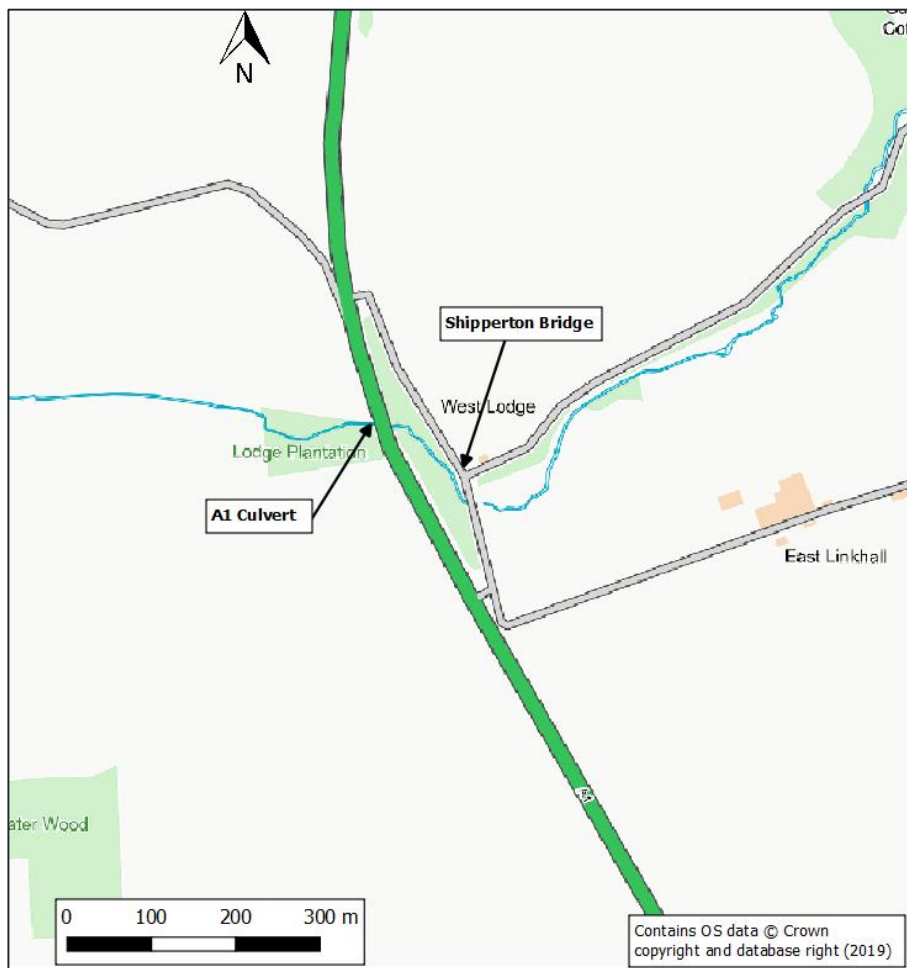 N
Shipperton Bridge
West Lodge
Lodge Plantation
A1 Culvert
East Linkhall
ater Wood
0 100 200 300 m
Contains OS data © Crown
copyright and database right (2019)